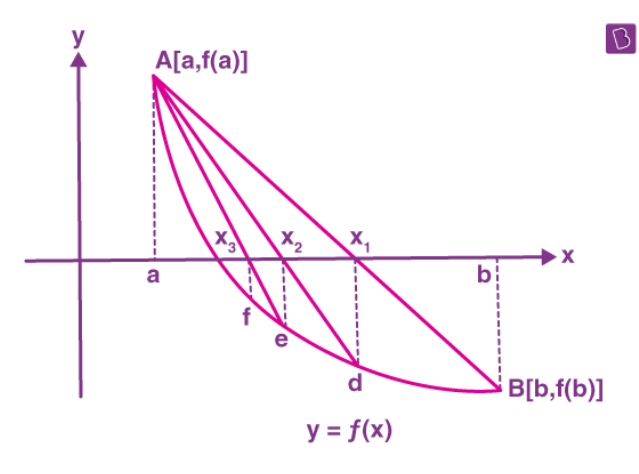 y
B
A[a,f(a)]
x₃ x₂ x₁ x
a b
f
e
d
B[b,f(b)]
y = f(x)